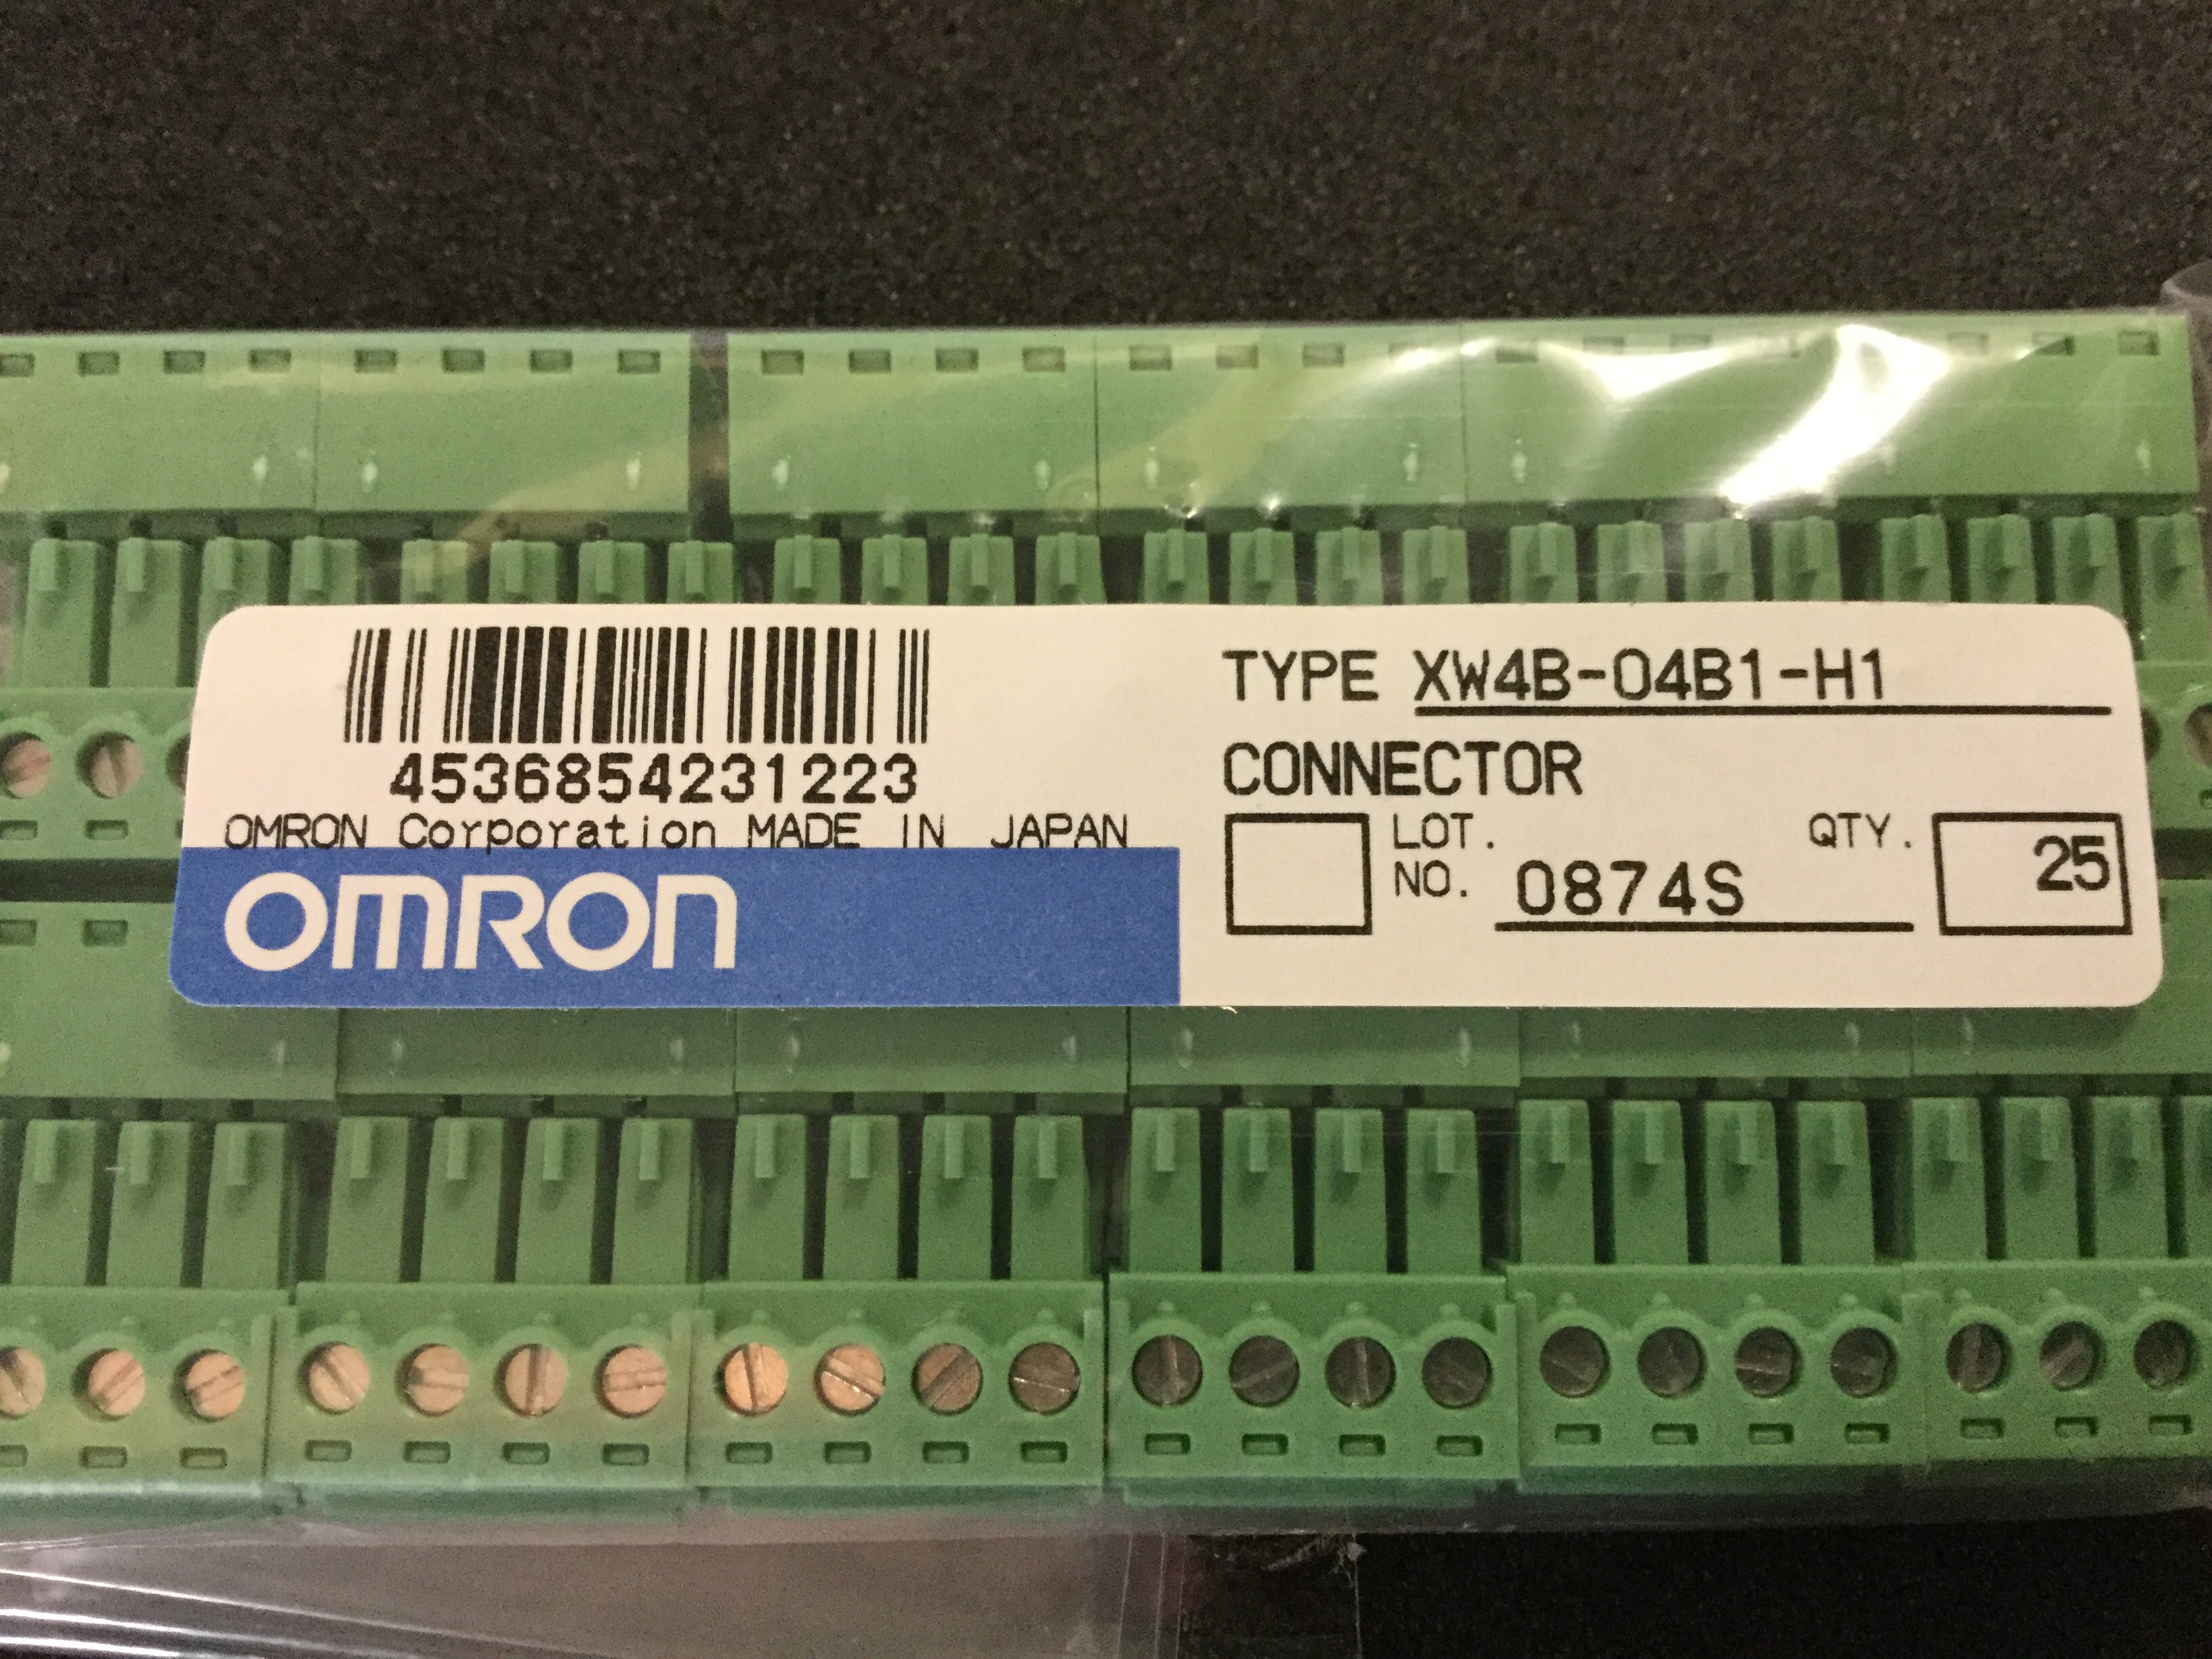 4536854231223
OMRON Corporation MADE IN JAPAN
OMRON
TYPE XW4B-04B1-H1
CONNECTOR
LOT. NO. 0874S
QTY. 25